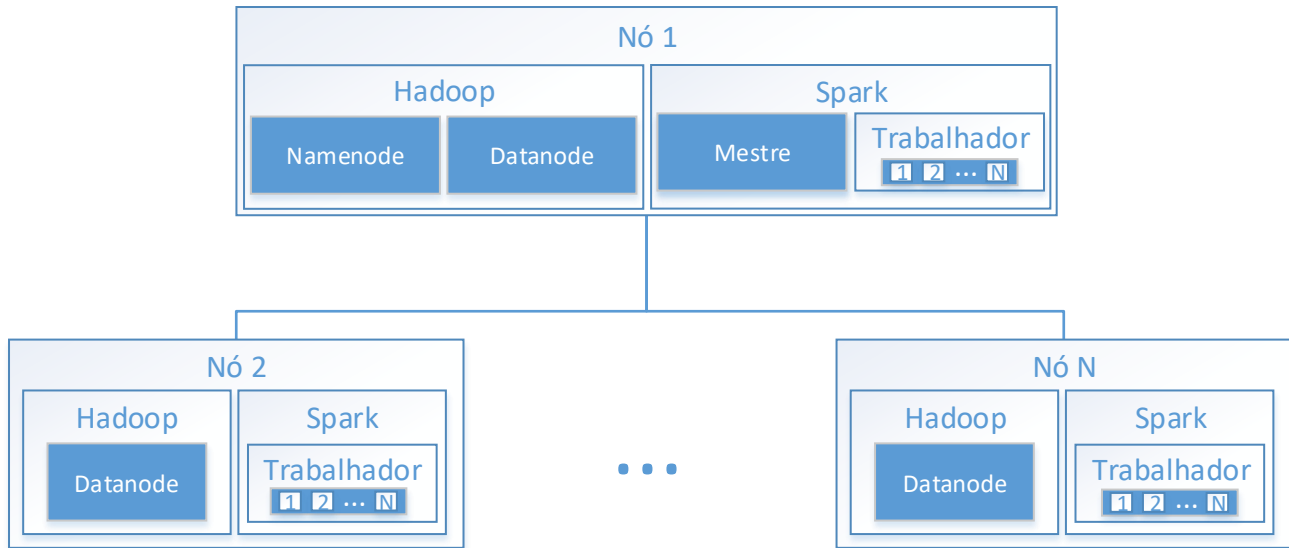 Nó 1
Hadoop
Spark
Namenode
Datanode
Mestre
Trabalhador
1 2 ... N
Nó 2
Hadoop
Spark
Datanode
Trabalhador
1 2 ... N
...
Nó N
Hadoop
Spark
Datanode
Trabalhador
1 2 ... N